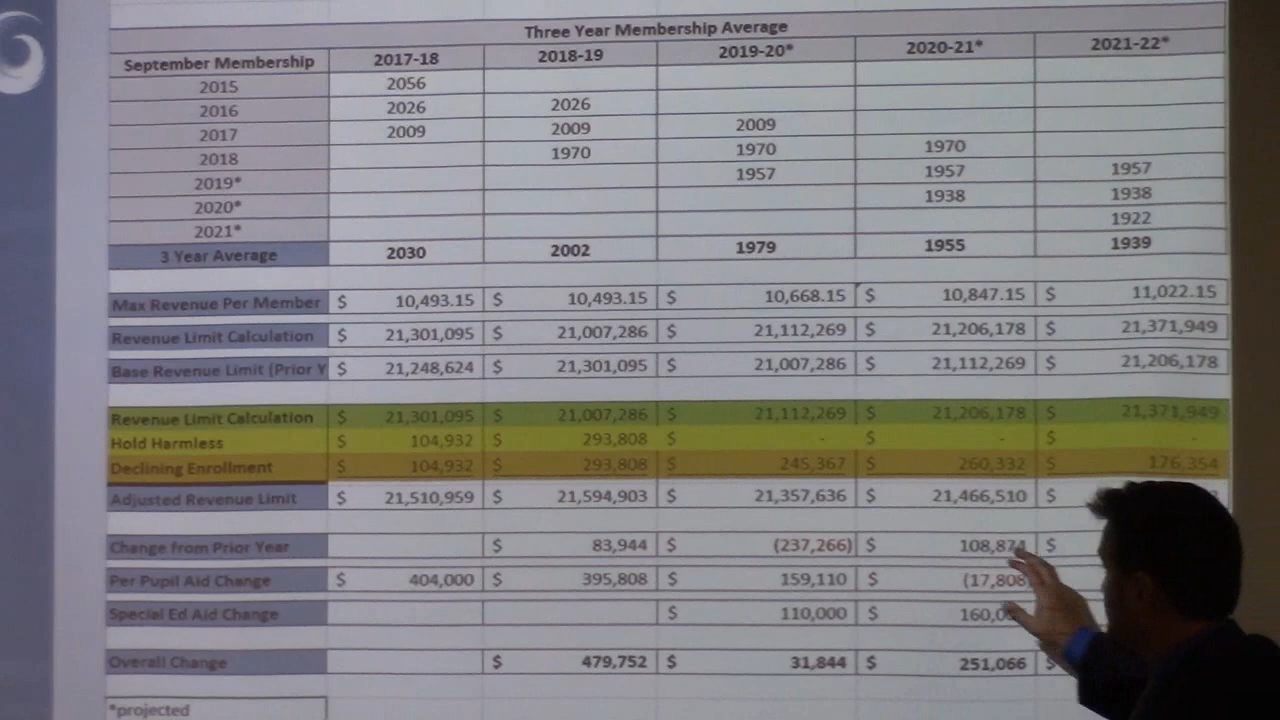 Three Year Membership Average
September Membership 2017-18 2018-19 2019-20* 2020-21* 2021-22*
2015 2056
2016 2026 2026
2017 2009 2009 2009
2018 1970 1970 1970
2019* 1957 1957 1957
2020* 1938 1938
2021* 1922
3 Year Average 2030 2002 1979 1955 1939
Max Revenue Per Member $ 10,493.15 $ 10,493.15 $ 10,668.15 $ 10,847.15 $ 11,022.15
Revenue Limit Calculation $ 21,301,095 $ 21,007,286 $ 21,112,269 $ 21,206,178 $ 21,371,949
Base Revenue Limit (Prior Y $ 21,248,624 $ 21,301,095 $ 21,007,286 $ 21,112,269 $ 21,206,178
Revenue Limit Calculation $ 21,301,095 $ 21,007,286 $ 21,112,269 $ 21,206,178 $ 21,371,949
Hold Harmless $ 104,932 $ 293,808 $ - $ - $ -
Declining Enrollment $ 104,932 $ 293,808 $ 245,367 $ 260,332 $ 176,354
Adjusted Revenue Limit $ 21,510,959 $ 21,594,903 $ 21,357,636 $ 21,466,510 $
Change from Prior Year $ 83,944 $ (237,266) $ 108,874 $
Per Pupil Aid Change $ 404,000 $ 395,808 $ 159,110 $ (17,808 $
Special Ed Aid Change $ 110,000 $
Overall Change $ 479,752 $ 31,844 $ 251,066 $
*projected